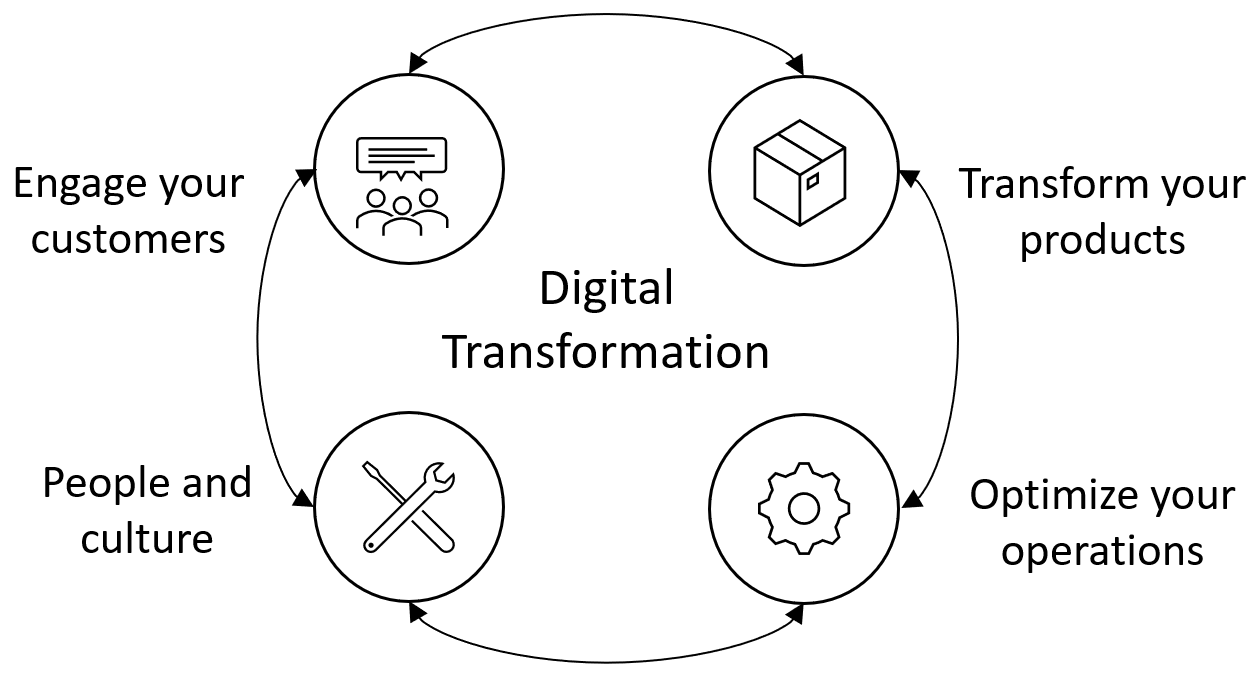 Engage your
customers
Transform your
products
Digital
Transformation
People and
culture
Optimize your
operations